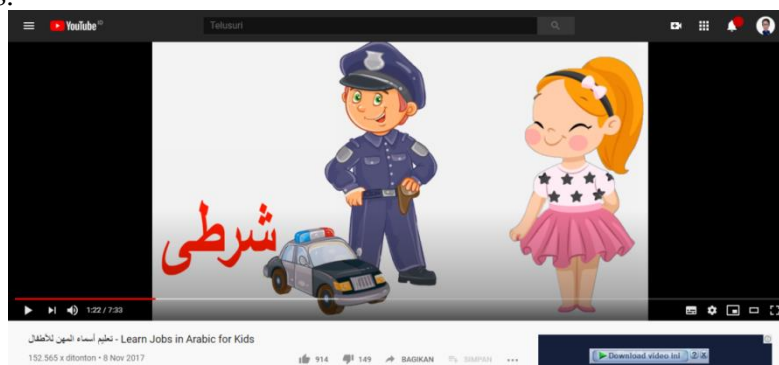 YouTube ID
Telusuri
شرطى
1:22 / 7:33
Learn Jobs in Arabic for Kids - تعليم أسماء المهن للأطفال
152.565 x ditonton • 8 Nov 2017
914 149 BAGIKAN SIMPAN
Download video ini